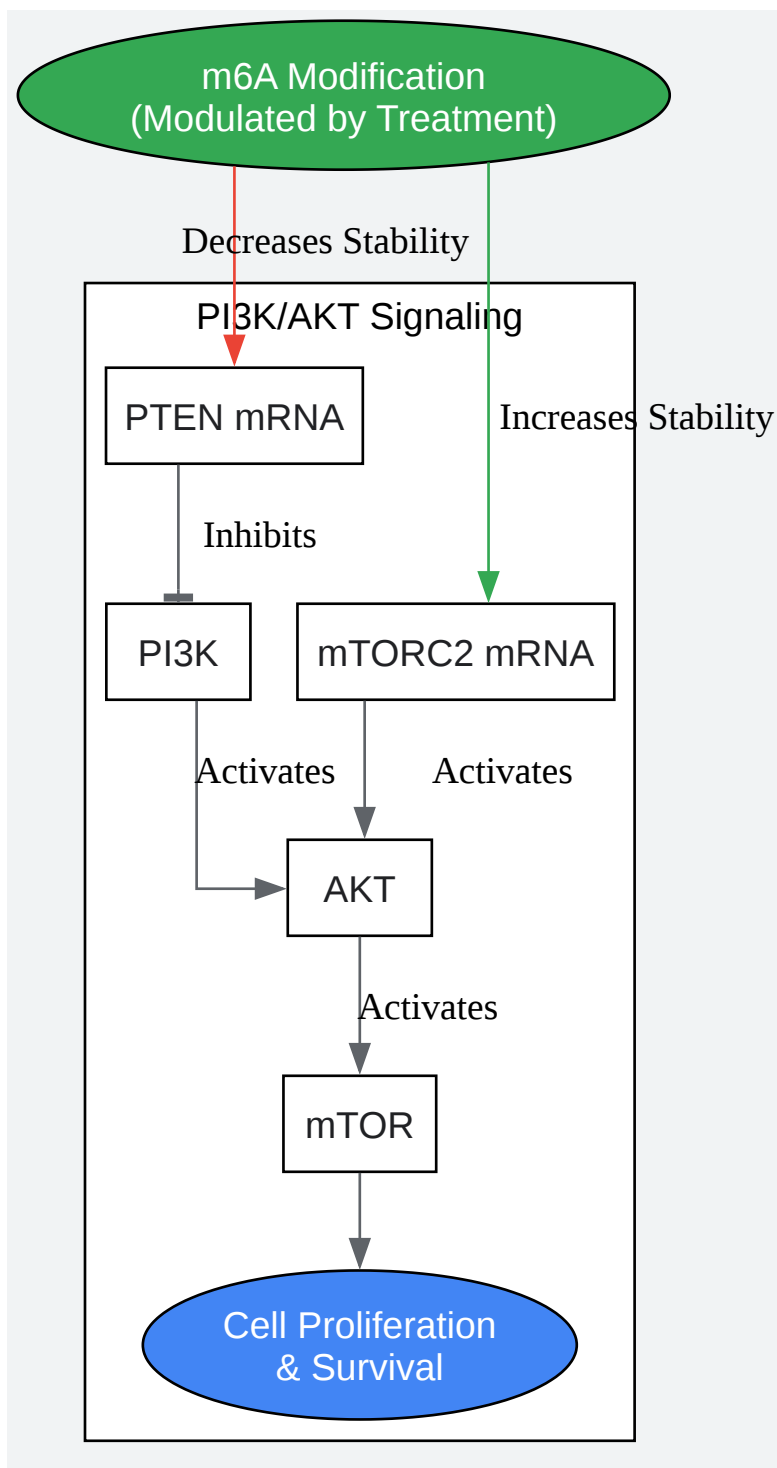 m6A Modification
(Modulated by Treatment)
Decreases Stability
PI3K/AKT Signaling
PTEN mRNA
Increases Stability
Inhibits
PI3K
mTORC2 mRNA
Activates
Activates
AKT
Activates
mTOR
Cell Proliferation
& Survival